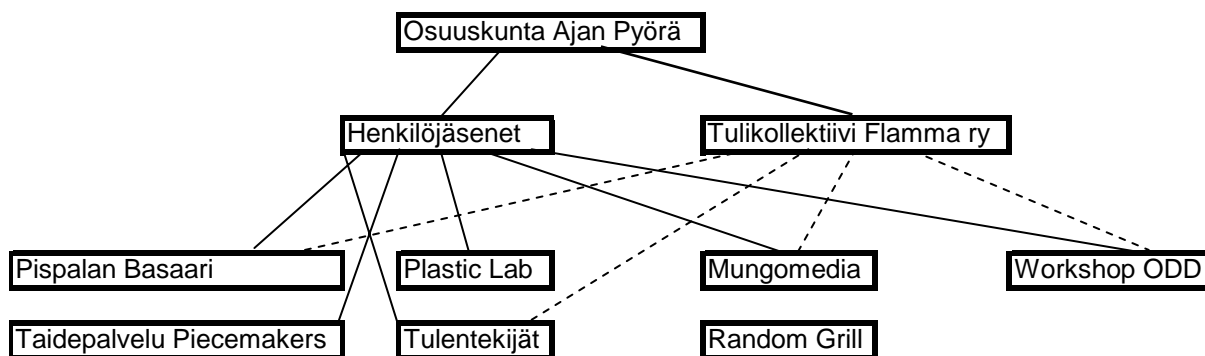 Osuuskunta Ajan Pyörä
Henkilöjäsenet
Tulikollektiivi Flamma ry
Pispalan Basaari
Plastic Lab
Mungomedia
Workshop ODD
Taidepalvelu Piecemakers
Tulentekijät
Random Grill